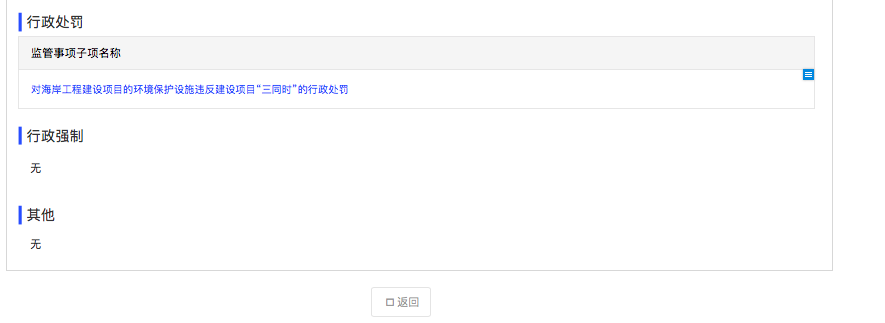 行政处罚
监管事项子项名称
对海岸工程建设项目的环境保护设施违反建设项目“三同时”的行政处罚
行政强制
无
其他
无
返回